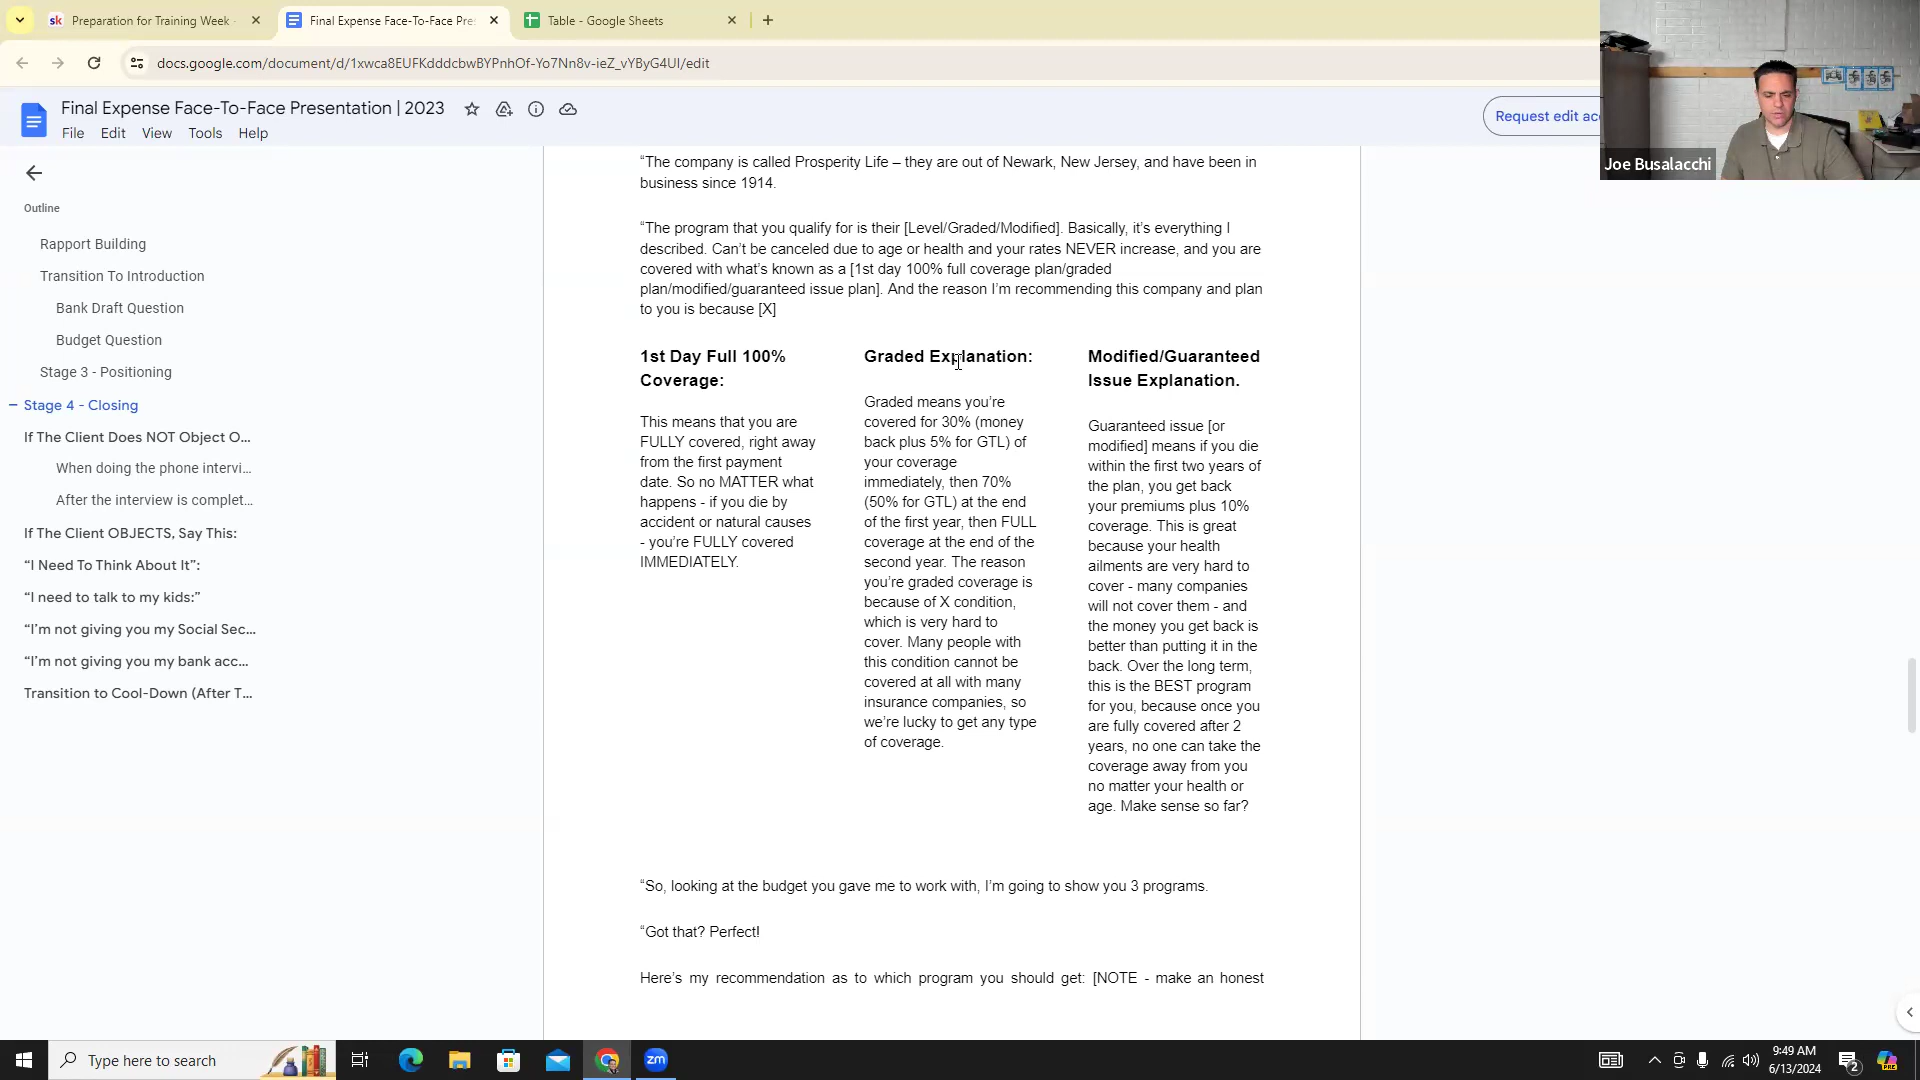 Preparation for Training Week -
Final Expense Face-To-Face Pre
Table - Google Sheets
docs.google.com/document/d/1xwca8EUFKdddcbwBYPnhOf-Yo7Nn8v-ieZ_vYByG4UI/edit
Final Expense Face-To-Face Presentation | 2023
File Edit View Tools Help
Request edit acc
Joe Busalacchi
Outline
Rapport Building
Transition To Introduction
Bank Draft Question
Budget Question
Stage 3 - Positioning
Stage 4 - Closing
If The Client Does NOT Object O...
When doing the phone intervi...
After the interview is complet...
If The Client OBJECTS, Say This:
“I Need To Think About It”:
“I need to talk to my kids:”
“I’m not giving you my Social Sec...
“I’m not giving you my bank acc...
Transition to Cool-Down (After T...
“The company is called Prosperity Life – they are out of Newark, New Jersey, and have been in
business since 1914.
“The program that you qualify for is their [Level/Graded/Modified]. Basically, it’s everything I
described. Can’t be canceled due to age or health and your rates NEVER increase, and you are
covered with what’s known as a [1st day 100% full coverage plan/graded
plan/modified/guaranteed issue plan]. And the reason I’m recommending this company and plan
to you is because [X]
1st Day Full 100%
Coverage:
This means that you are
FULLY covered, right away
from the first payment
date. So no MATTER what
happens - if you die by
accident or natural causes
- you’re FULLY covered
IMMEDIATELY.
Graded Explanation:
Graded means you’re
covered for 30% (money
back plus 5% for GTL) of
your coverage
immediately, then 70%
(50% for GTL) at the end
of the first year, then FULL
coverage at the end of the
second year. The reason
you’re graded coverage is
because of X condition,
which is very hard to
cover. Many people with
this condition cannot be
covered at all with many
insurance companies, so
we’re lucky to get any type
of coverage.
Modified/Guaranteed
Issue Explanation.
Guaranteed issue [or
modified] means if you die
within the first two years of
the plan, you get back
your premiums plus 10%
coverage. This is great
because your health
ailments are very hard to
cover - many companies
will not cover them - and
the money you get back is
better than putting it in the
back. Over the long term,
this is the BEST program
for you, because once you
are fully covered after 2
years, no one can take the
coverage away from you
no matter your health or
age. Make sense so far?
“So, looking at the budget you gave me to work with, I’m going to show you 3 programs.
“Got that? Perfect!
Here’s my recommendation as to which program you should get: [NOTE - make an honest
Type here to search
zm
9:49 AM
6/13/2024
2